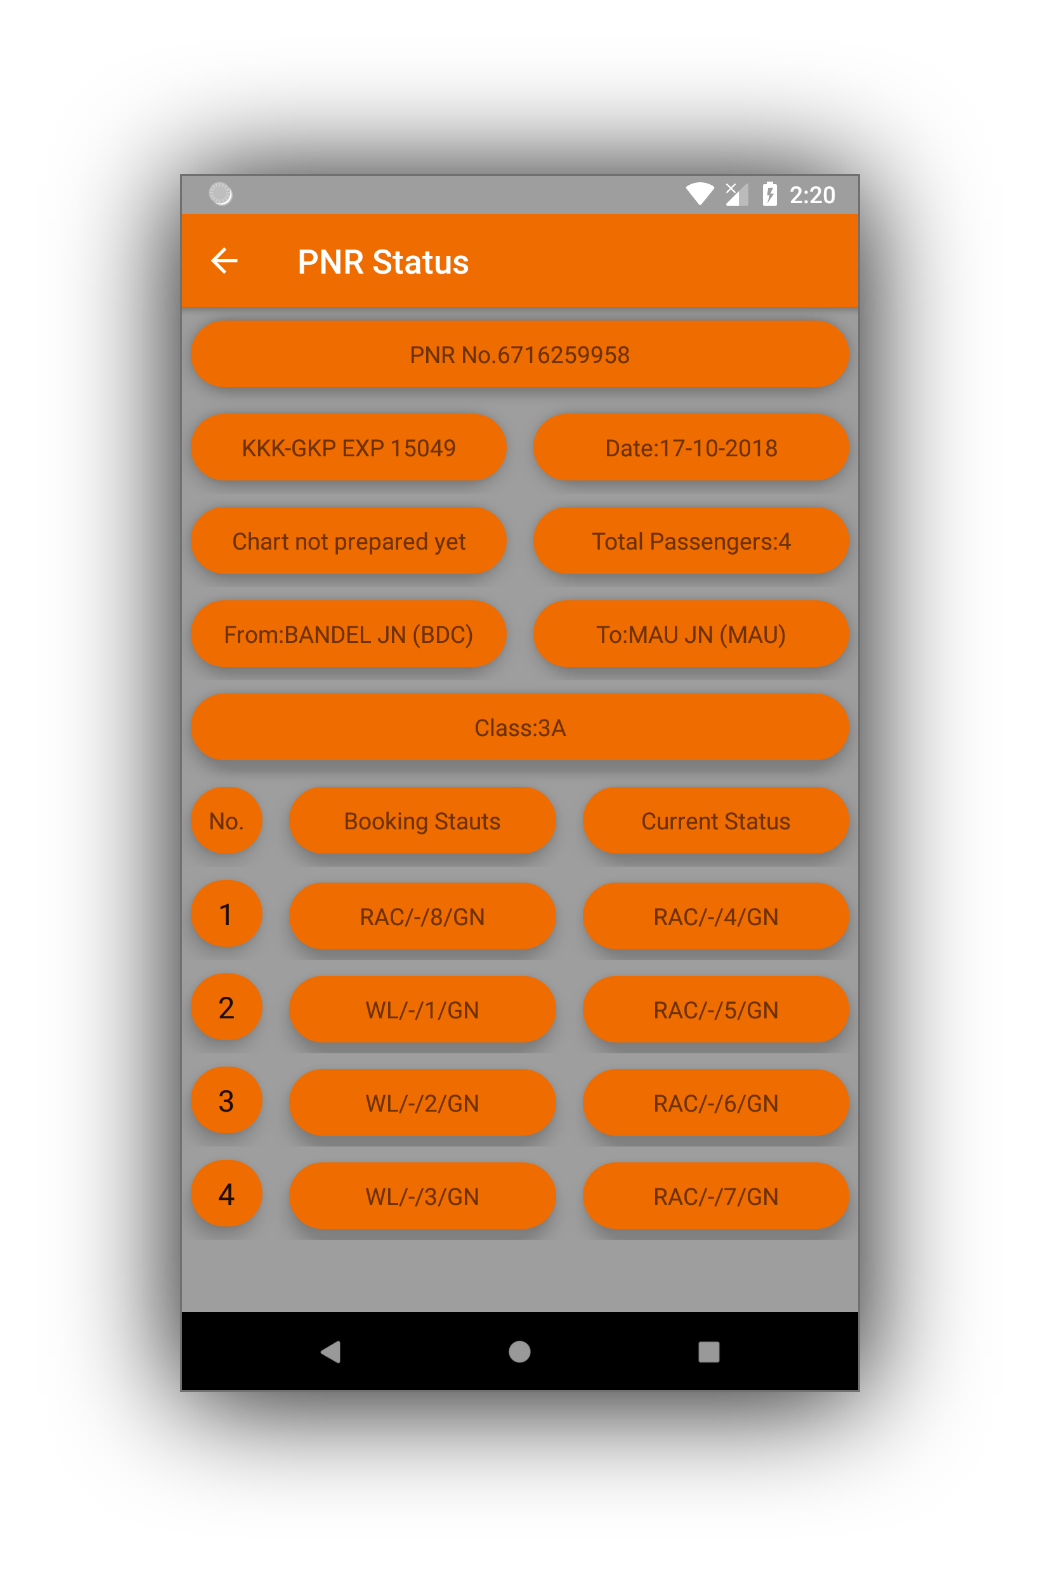 2:20
PNR Status
PNR No.6716259958
KKK-GKP EXP 15049
Date:17-10-2018
Chart not prepared yet
Total Passengers:4
From:BANDEL JN (BDC)
To:MAU JN (MAU)
Class:3A
No.
Booking Stauts
Current Status
1
RAC/-/8/GN
RAC/-/4/GN
2
WL/-/1/GN
RAC/-/5/GN
3
WL/-/2/GN
RAC/-/6/GN
4
WL/-/3/GN
RAC/-/7/GN